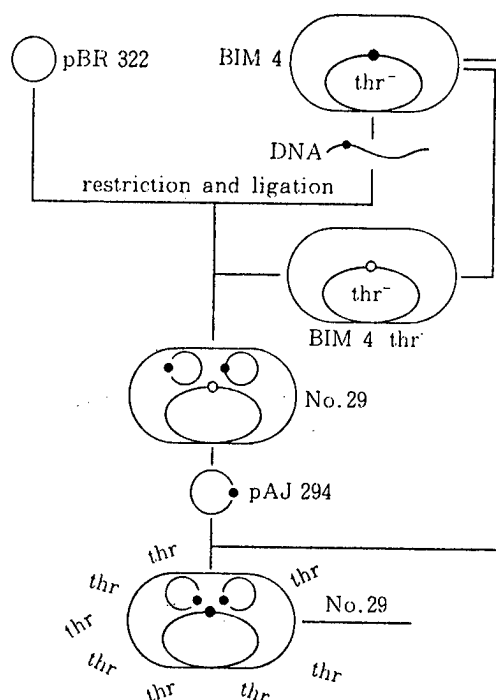 pBR 322
BIM 4
thr⁻
DNA
restriction and ligation
thr⁻
BIM 4 thr⁻
No.29
pAJ 294
thr
thr
thr
No.29
thr
thr
thr
thr
thr